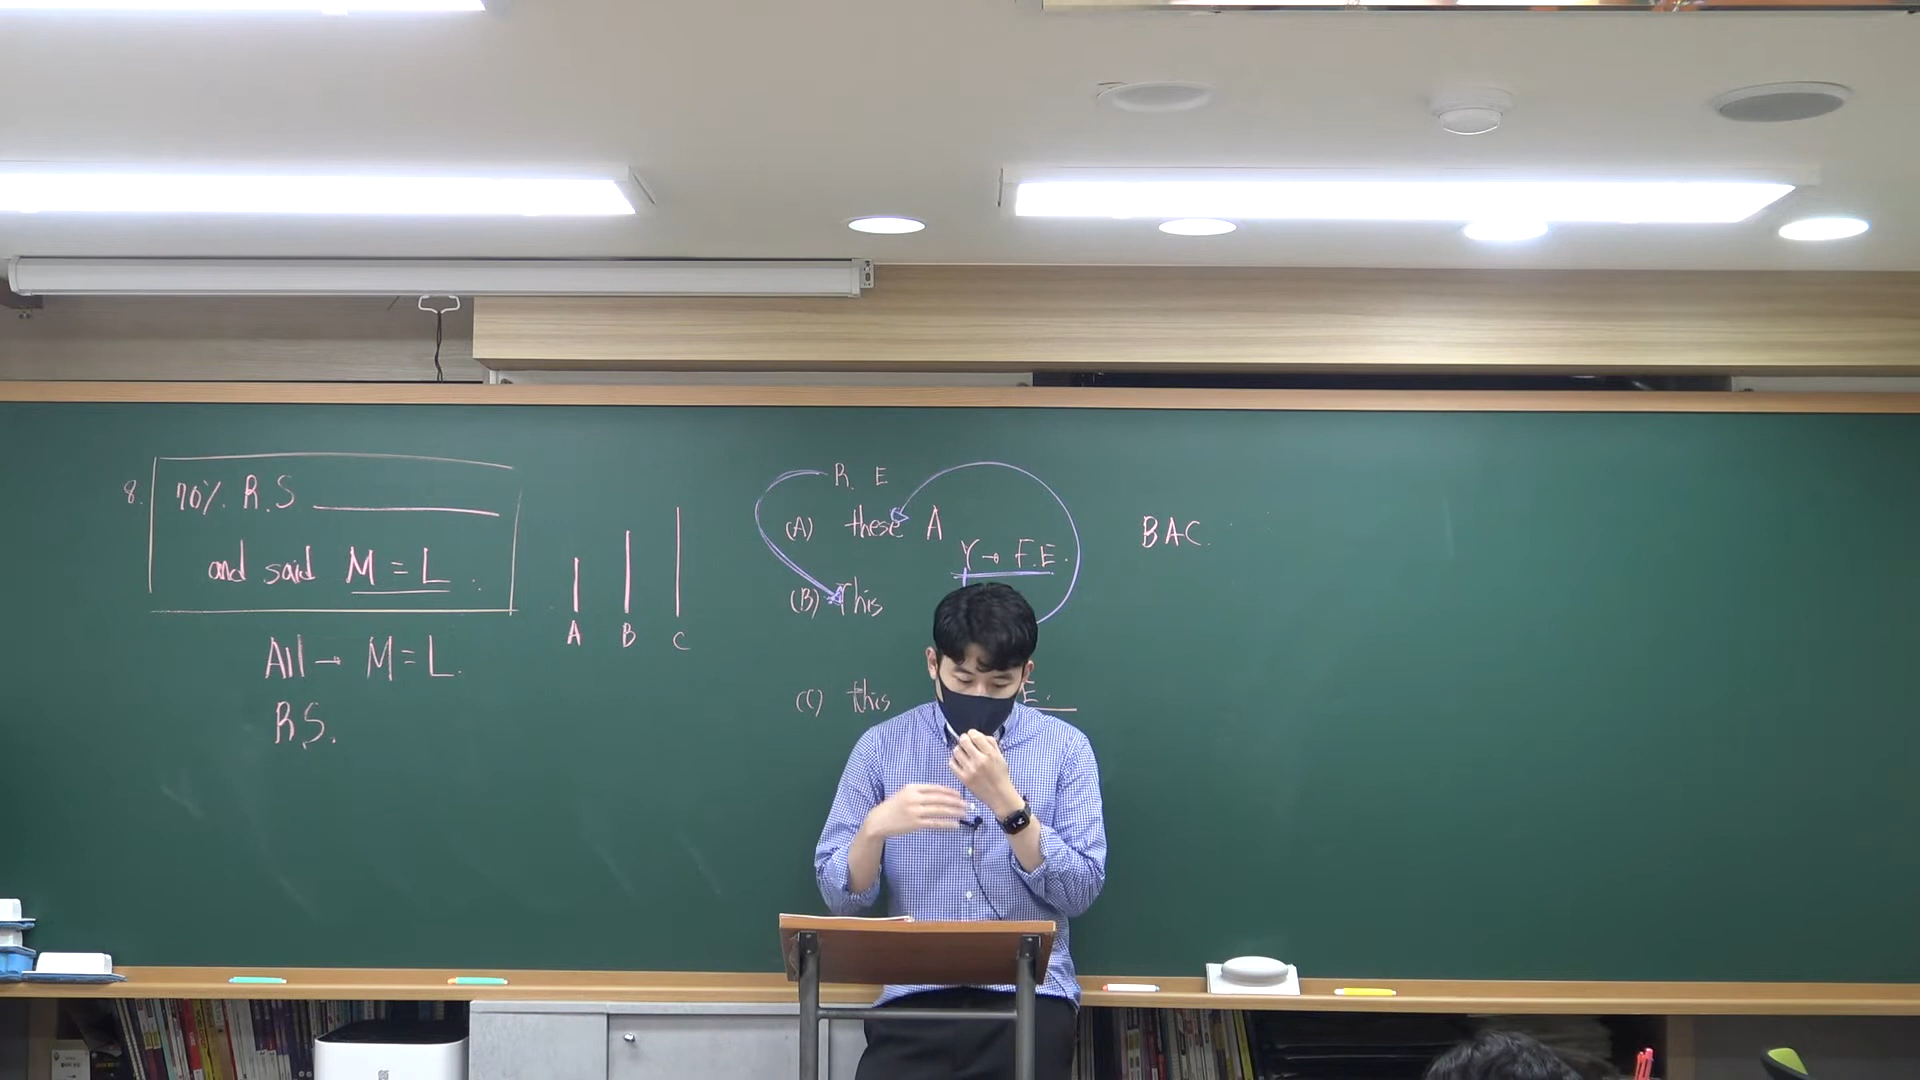 8. 70% R.S
and said M = L.
All → M = L.
R.S.
A B C
R. E
(A) these A
Y → F.E.
(B) This
(C) this E.
BAC.